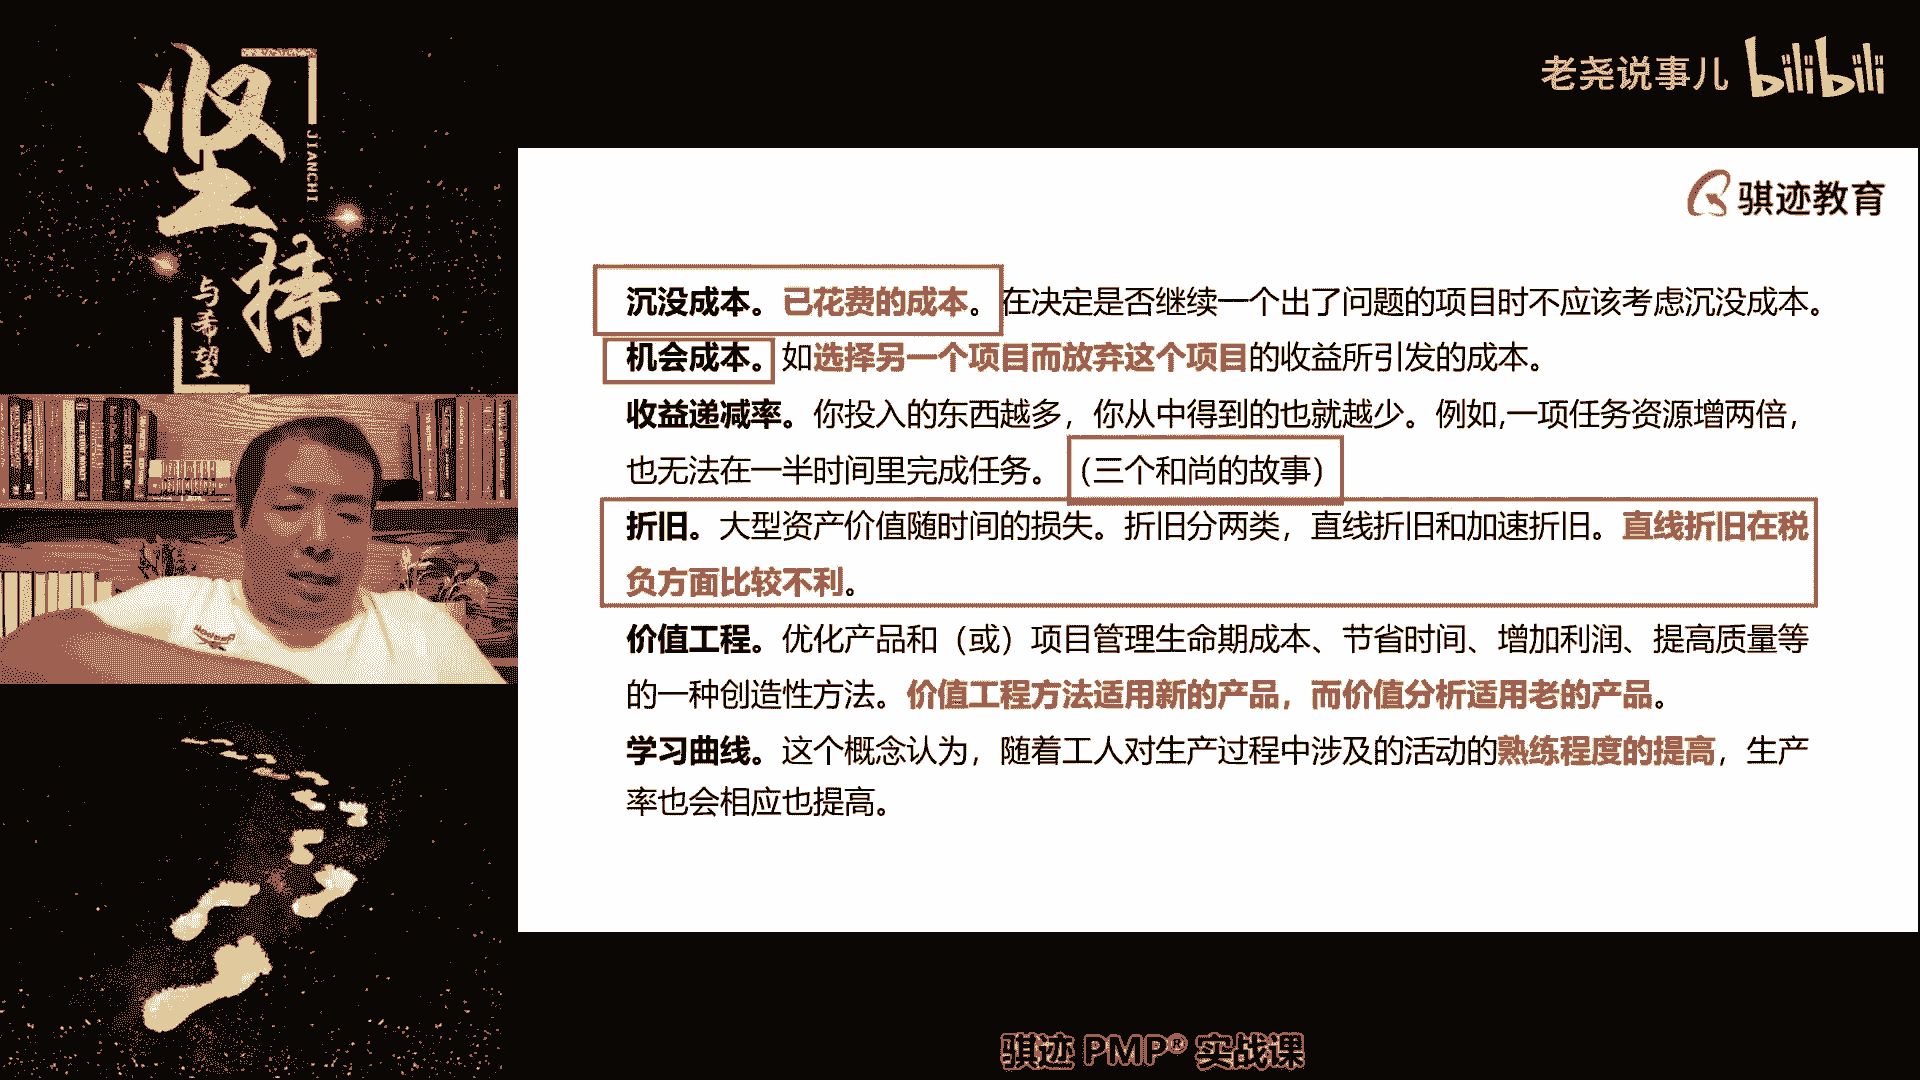 坚持
JIANCHI
与希望
老尧说事儿 bilibili
骐迹教育
沉没成本。已花费的成本。在决定是否继续一个出了问题的项目时不应该考虑沉没成本。
机会成本。如选择另一个项目而放弃这个项目的收益所引发的成本。
收益递减率。你投入的东西越多，你从中得到的也就越少。例如,一项任务资源增两倍，
也无法在一半时间里完成任务。（三个和尚的故事）
折旧。大型资产价值随时间的损失。折旧分两类，直线折旧和加速折旧。直线折旧在税
负方面比较不利。
价值工程。优化产品和（或）项目管理生命期成本、节省时间、增加利润、提高质量等
的一种创造性方法。价值工程方法适用新的产品，而价值分析适用老的产品。
学习曲线。这个概念认为，随着工人对生产过程中涉及的活动的熟练程度的提高，生产
率也会相应也提高。
骐迹 PMP® 实战课